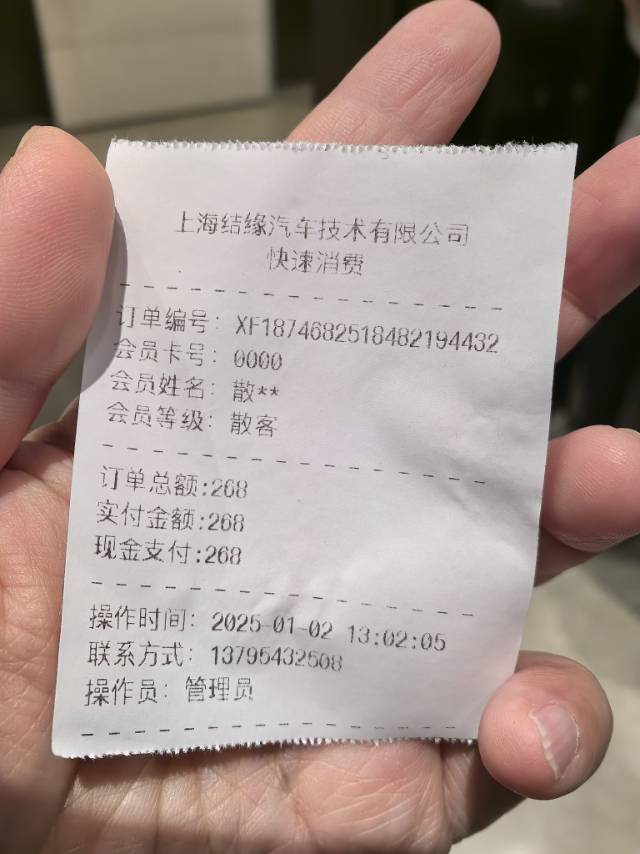 上海结缘汽车技术有限公司
快速消费
订单编号: XF1874682518482194432
会员卡号: 0000
会员姓名: 散**
会员等级: 散客
订单总额:268
实付金额:268
现金支付:268
操作时间: 2025-01-02 13:02:05
联系方式: 13795432508
操作员: 管理员